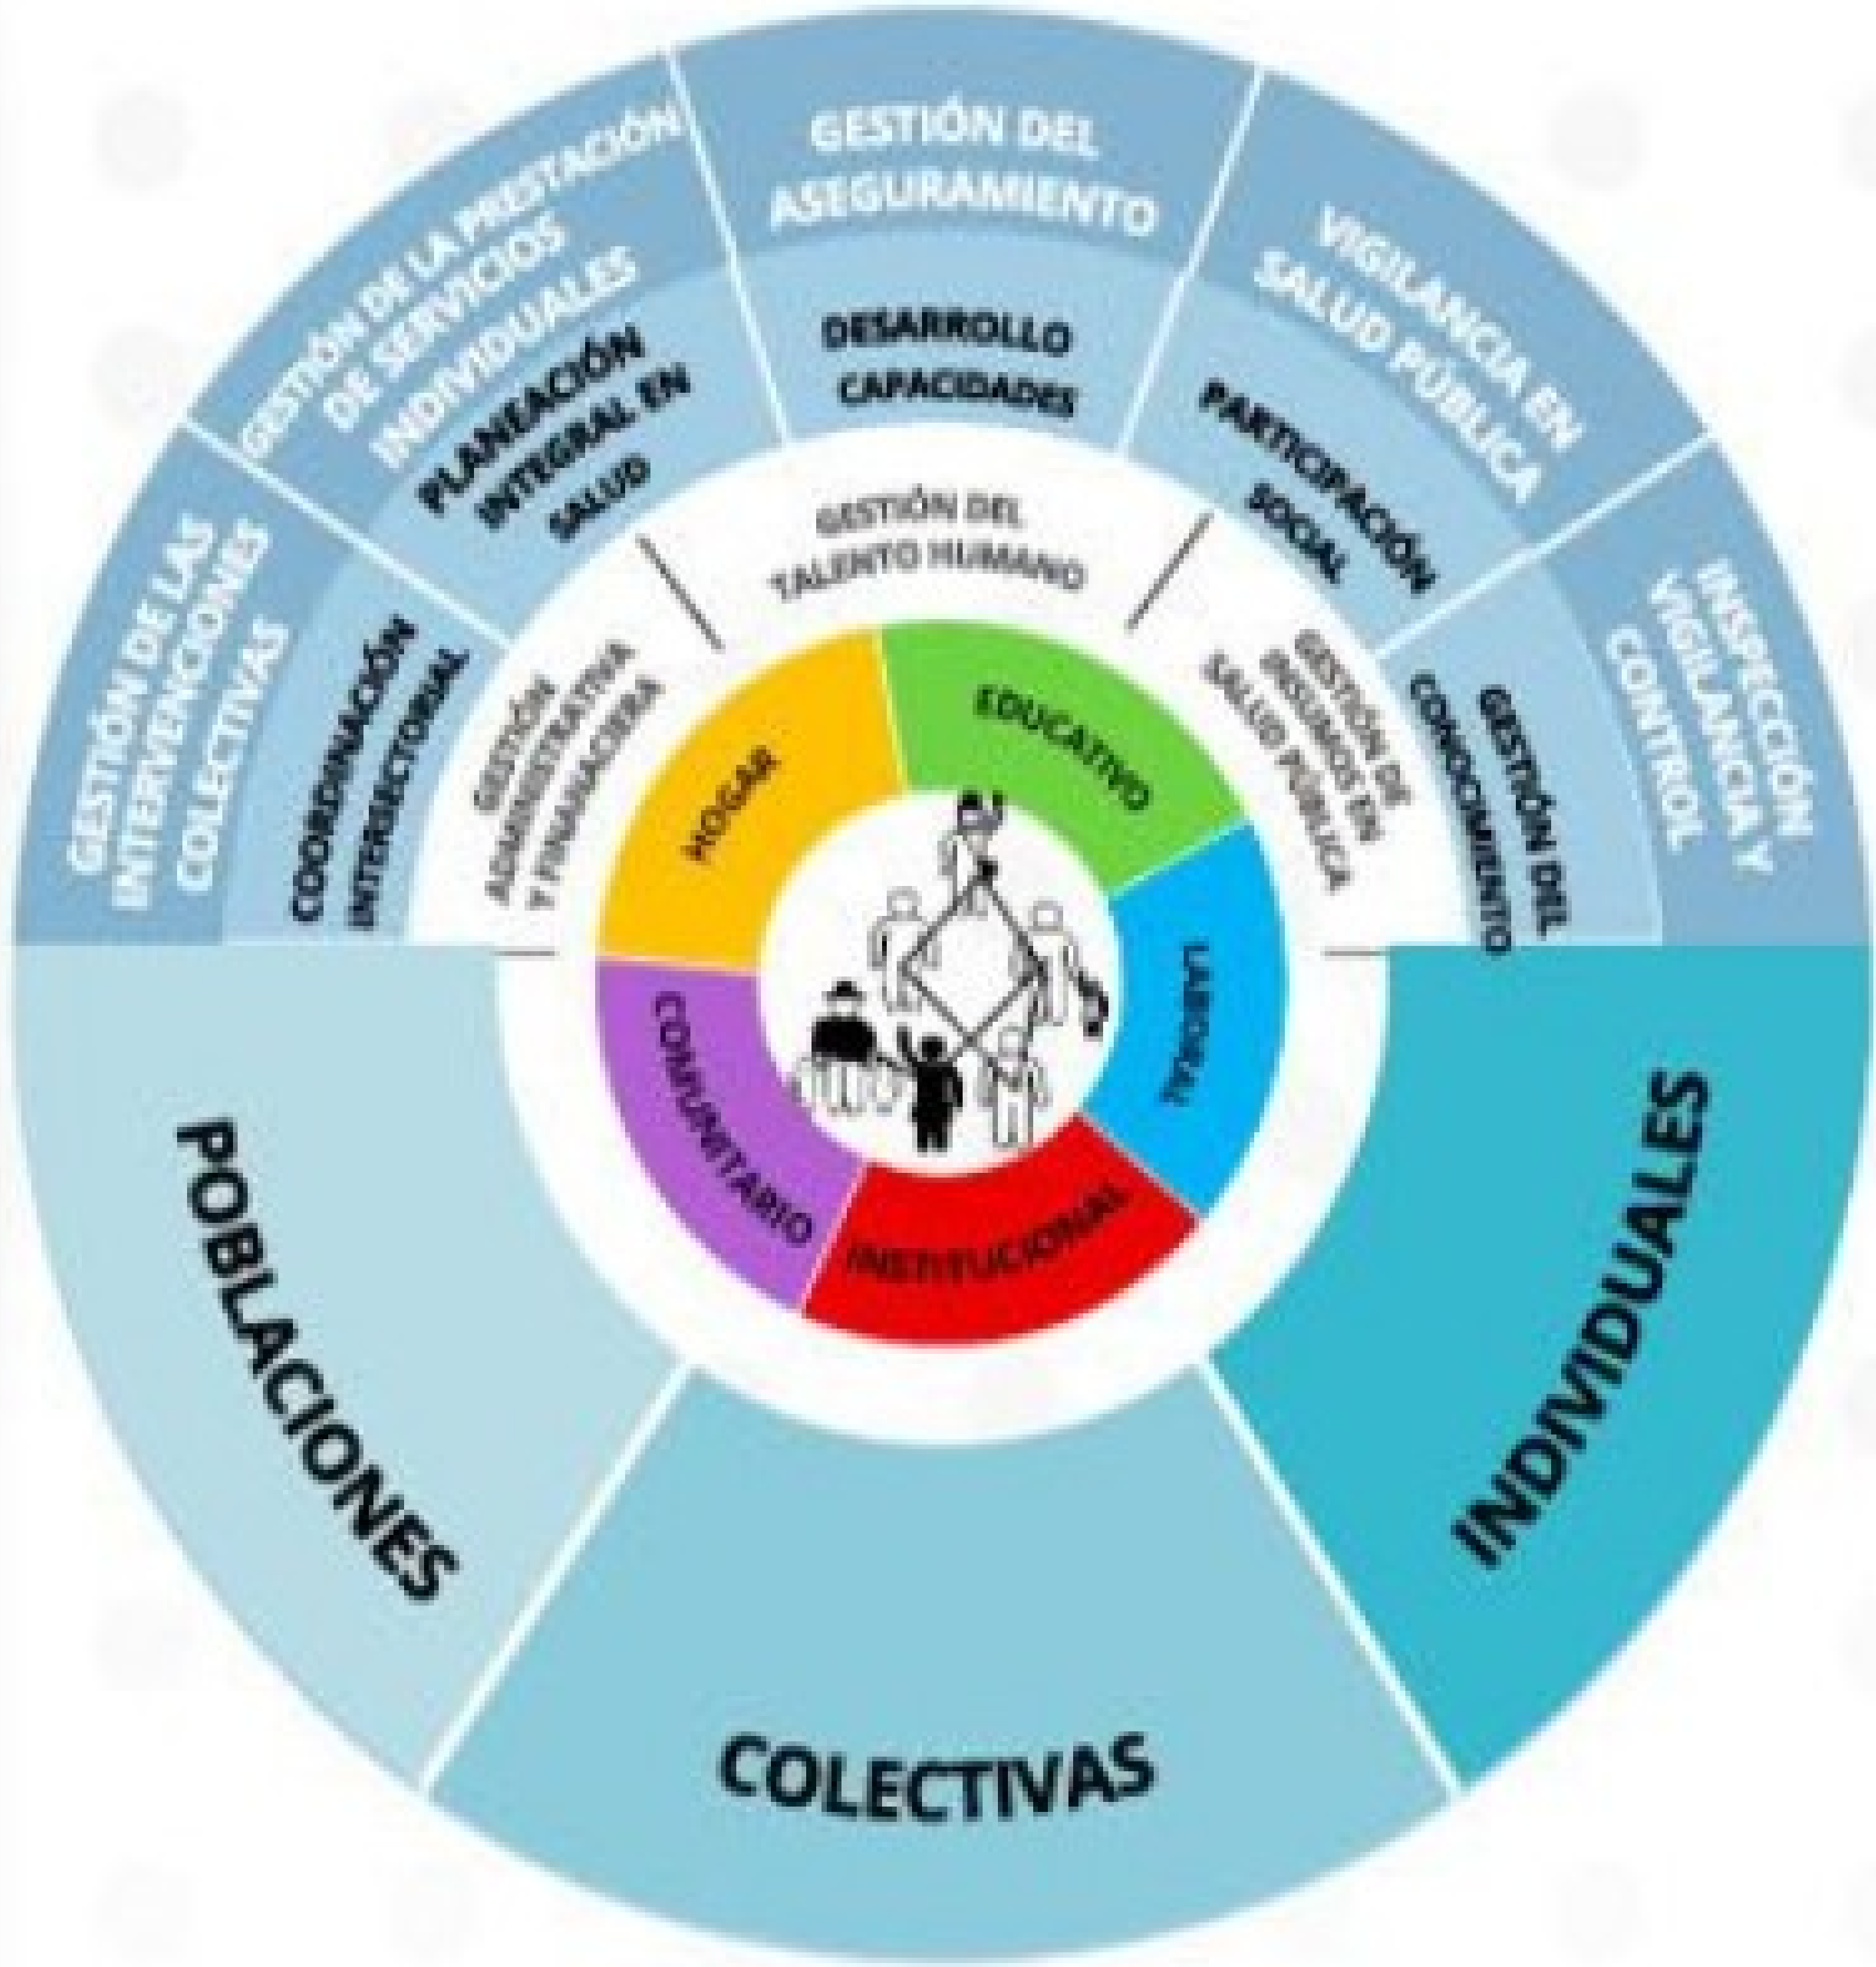 GESTIÓN DE LAS
INTERVENCIONES
COLECTIVAS
GESTIÓN DE LA PRESTACIÓN
DE SERVICIOS
INDIVIDUALES
GESTIÓN DEL
ASEGURAMIENTO
VIGILANCIA EN
SALUD PÚBLICA
INSPECCIÓN
VIGILANCIA Y
CONTROL
COORDINACIÓN
INTERSECTORIAL
PLANEACIÓN
INTEGRAL EN
SALUD
DESARROLLO
CAPACIDADES
PARTICIPACIÓN
SOCIAL
GESTIÓN DEL
CONOCIMIENTO
GESTIÓN
ADMINISTRATIVA
Y FINANACIERA
GESTIÓN DEL
TALENTO HUMANO
GESTIÓN DE
INSUMOS EN
SALUD PÚBLICA
HOGAR
EDUCATIVO
LABORAL
INSTITUCIONAL
COMUNITARIO
POBLACIONES
COLECTIVAS
INDIVIDUALES